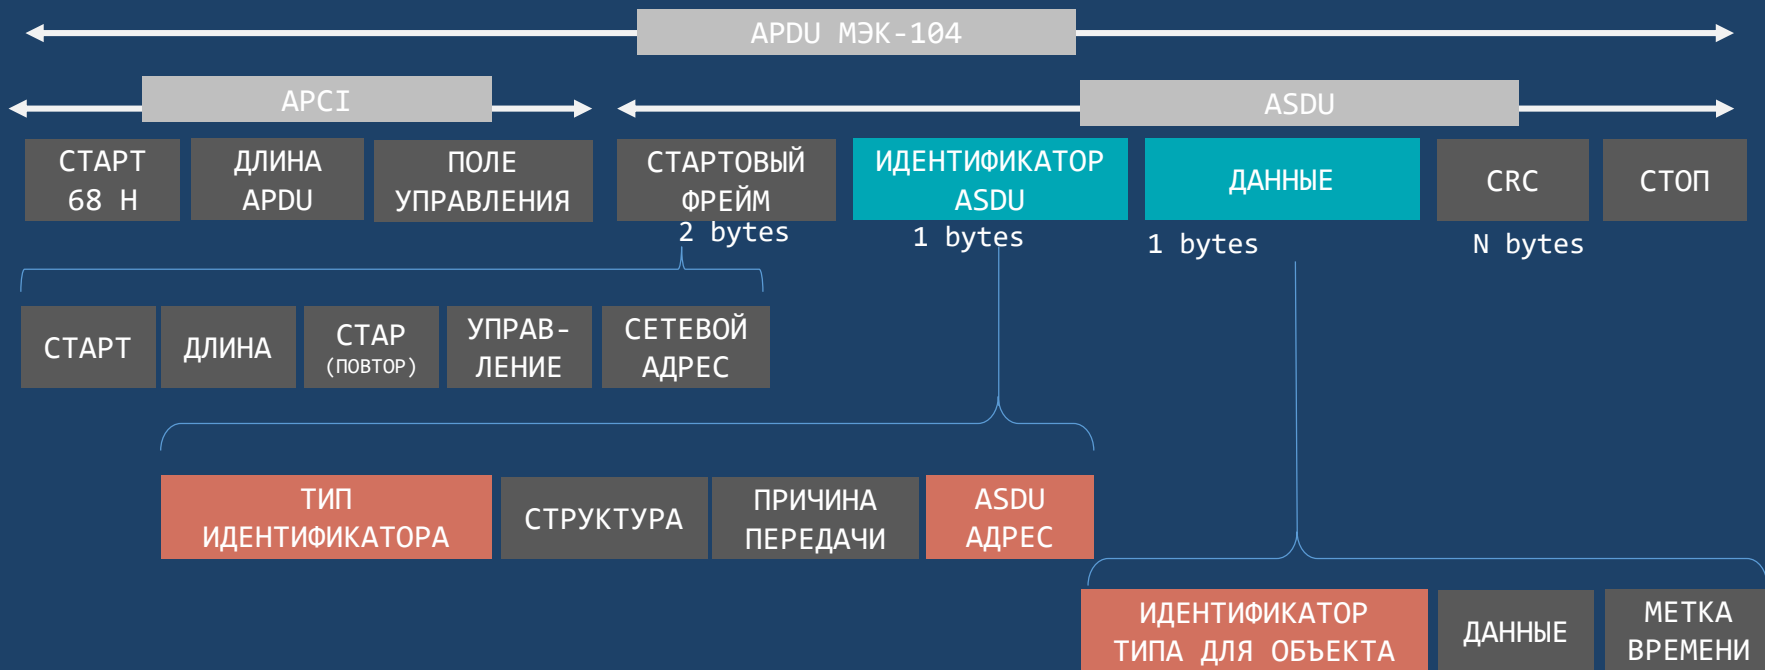 APDU МЭК-104
APCI
ASDU
СТАРТ
68 H
ДЛИНА
APDU
ПОЛЕ
УПРАВЛЕНИЯ
СТАРТОВЫЙ
ФРЕЙМ
ИДЕНТИФИКАТОР
ASDU
ДАННЫЕ
CRC
СТОП
2 bytes
1 bytes
1 bytes
N bytes
СТАРТ
ДЛИНА
СТАР
(ПОВТОР)
УПРАВ-
ЛЕНИЕ
СЕТЕВОЙ
АДРЕС
ТИП
ИДЕНТИФИКАТОРА
СТРУКТУРА
ПРИЧИНА
ПЕРЕДАЧИ
ASDU
АДРЕС
ИДЕНТИФИКАТОР
ТИПА ДЛЯ ОБЪЕКТА
ДАННЫЕ
МЕТКА
ВРЕМЕНИ